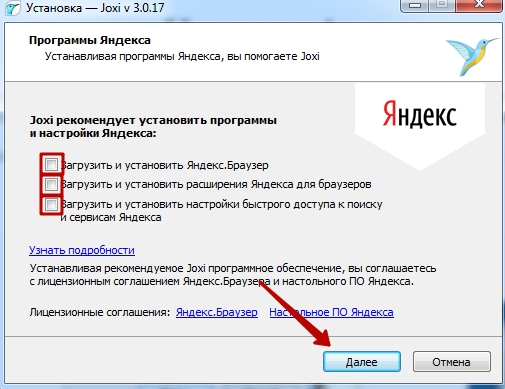 Установка — Joxi v 3.0.17
Программы Яндекса
Устанавливая программы Яндекса, вы помогаете Joxi
Joxi рекомендует установить программы
и настройки Яндекса:
Яндекс
Загрузить и установить Яндекс.Браузер
Загрузить и установить расширения Яндекса для браузеров
Загрузить и установить настройки быстрого доступа к поиску
и сервисам Яндекса
Узнать подробности
Устанавливая рекомендуемое Joxi программное обеспечение, вы соглашаетесь
с лицензионным соглашением Яндекс.Браузера и настольного ПО Яндекса.
Лицензионные соглашения: Яндекс.Браузер Настольное ПО Яндекса
Далее Отмена